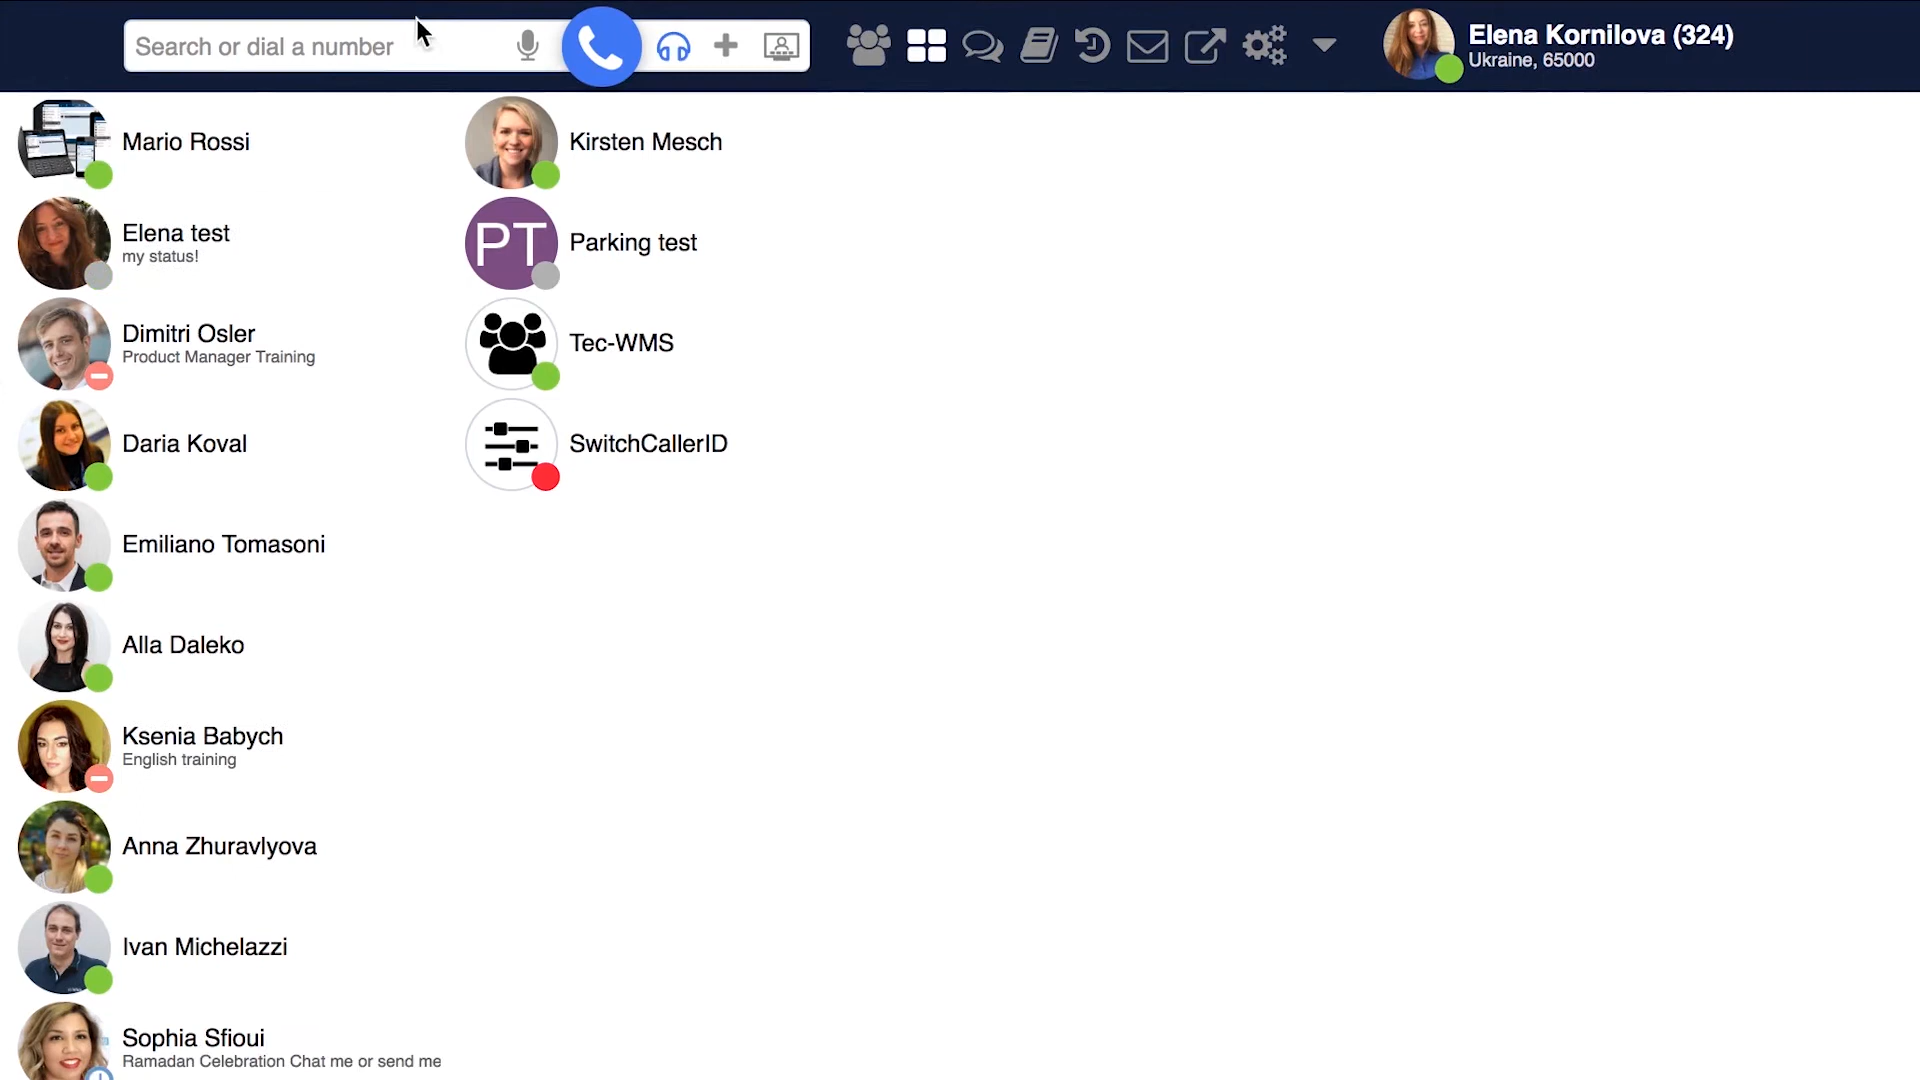 Search or dial a number
Elena Kornilova (324)
Ukraine, 65000
Mario Rossi
Elena test
my status!
Dimitri Osler
Product Manager Training
Daria Koval
Emiliano Tomasoni
Alla Daleko
Ksenia Babych
English training
Anna Zhuravlyova
Ivan Michelazzi
Sophia Sfioui
Ramadan Celebration Chat me or send me
Kirsten Mesch
PT
Parking test
Tec-WMS
SwitchCallerID